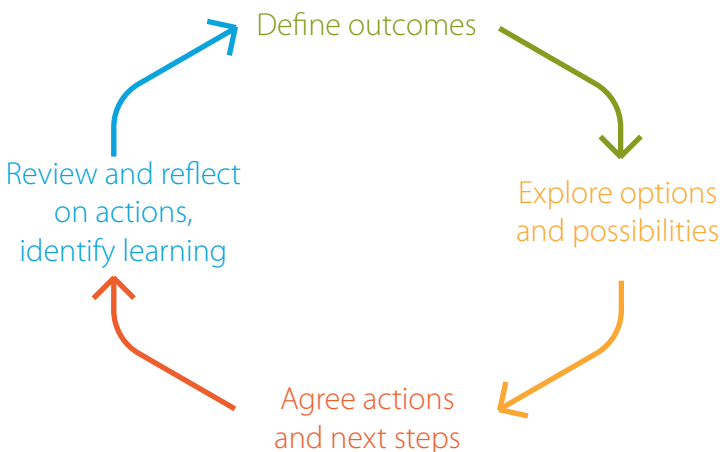 Define outcomes
Explore options
and possibilities
Agree actions
and next steps
Review and reflect
on actions,
identify learning